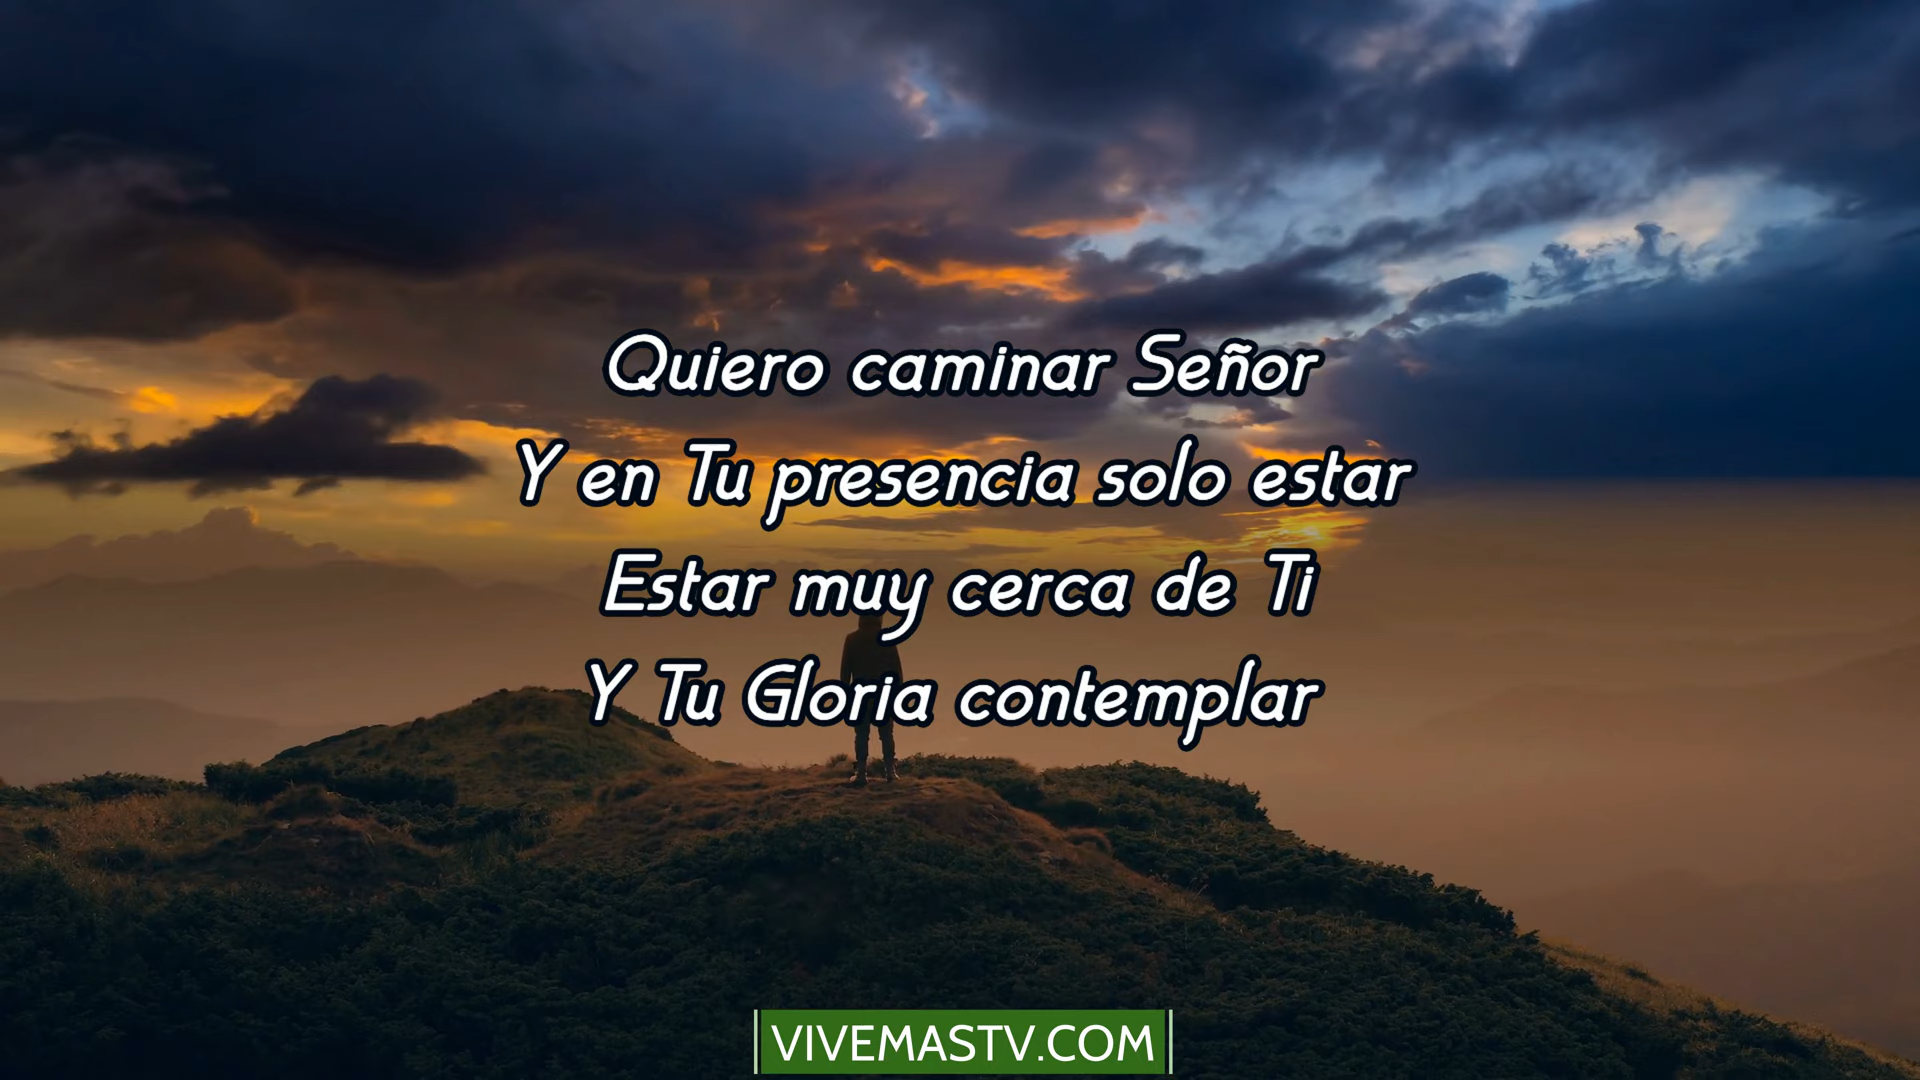 Quiero caminar Señor
Y en Tu presencia solo estar
Estar muy cerca de Ti
Y Tu Gloria contemplar
VIVEMASTV.COM